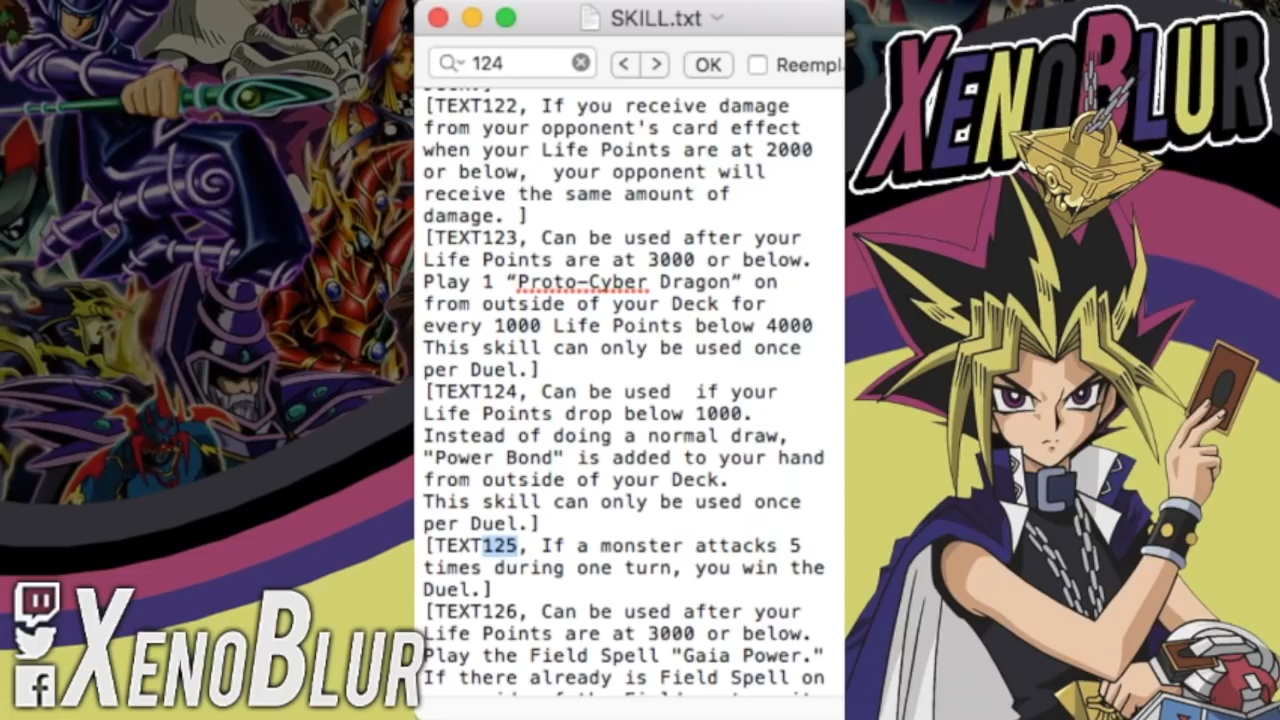 SKILL.txt
124
< > OK Reempl
[TEXT122, If you receive damage
from your opponent's card effect
when your Life Points are at 2000
or below,  your opponent will
receive the same amount of
damage. ]
[TEXT123, Can be used after your
Life Points are at 3000 or below.
Play 1 “Proto-Cyber Dragon” on
from outside of your Deck for
every 1000 Life Points below 4000
This skill can only be used once
per Duel.]
[TEXT124, Can be used  if your
Life Points drop below 1000.
Instead of doing a normal draw,
"Power Bond" is added to your hand
from outside of your Deck.
This skill can only be used once
per Duel.]
[TEXT125, If a monster attacks 5
times during one turn, you win the
Duel.]
[TEXT126, Can be used after your
Life Points are at 3000 or below.
Play the Field Spell "Gaia Power."
If there already is Field Spell on
XENOBLUR
XENOBLUR